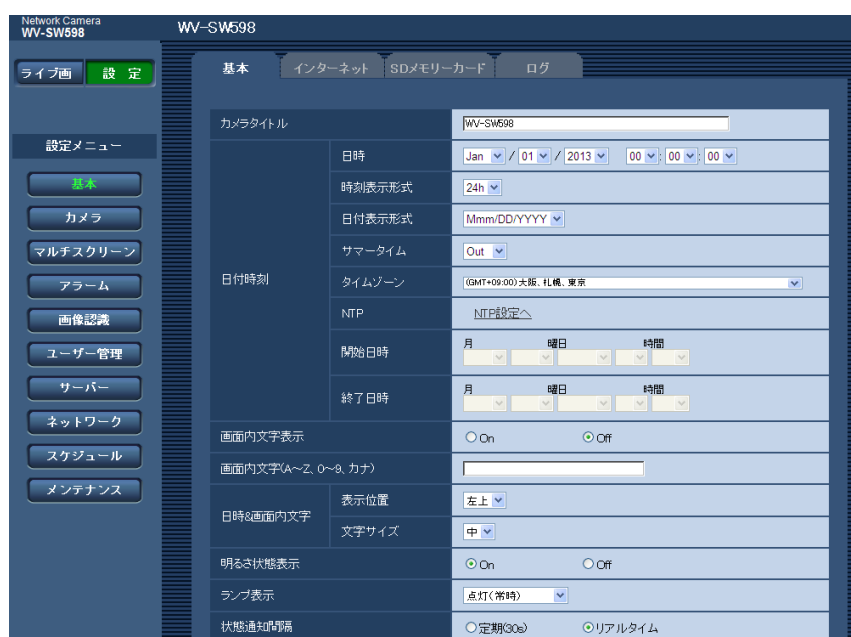 Network Camera
WV-SW598
WV-SW598
ライブ画 設 定
基本 インターネット SDメモリーカード ログ
設定メニュー
基本
カメラ
マルチスクリーン
アラーム
画像認識
ユーザー管理
サーバー
ネットワーク
スケジュール
メンテナンス
カメラタイトル WV-SW598
日付時刻
日時 Jan / 01 / 2013 00 : 00 : 00
時刻表示形式 24h
日付表示形式 Mmm/DD/YYYY
サマータイム Out
タイムゾーン (GMT+09:00)大阪、札幌、東京
NTP NTP設定へ
開始日時 月 曜日 時間
終了日時 月 曜日 時間
画面内文字表示 On Off
画面内文字(A～Z、0～9、カナ)
日時&画面内文字
表示位置 左上
文字サイズ 中
明るさ状態表示 On Off
ランプ表示 点灯(常時)
状態通知間隔 定期(30s) リアルタイム